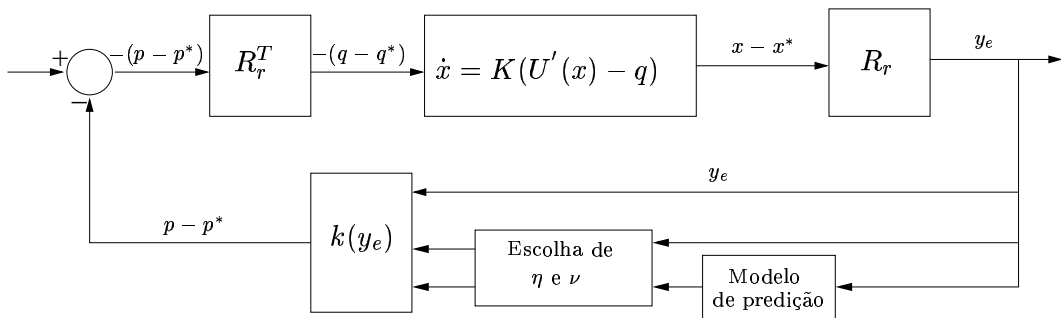 +
−
−(p − p*)
R_r^T
−(q − q*)
ẋ = K(U′(x) − q)
x − x*
R_r
y_e
y_e
p − p*
k(y_e)
Escolha de
η e ν
Modelo
de predição